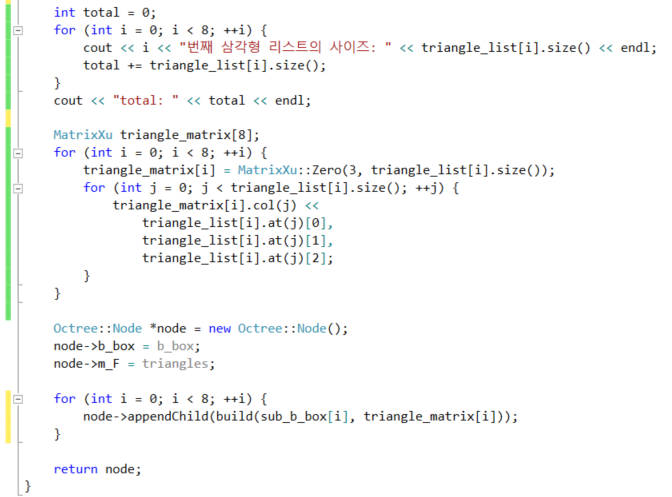 int total = 0;
for (int i = 0; i < 8; ++i) {
cout << i << "번째 삼각형 리스트의 사이즈: " << triangle_list[i].size() << endl;
total += triangle_list[i].size();
}
cout << "total: " << total << endl;
MatrixXu triangle_matrix[8];
for (int i = 0; i < 8; ++i) {
triangle_matrix[i] = MatrixXu::Zero(3, triangle_list[i].size());
for (int j = 0; j < triangle_list[i].size(); ++j) {
triangle_matrix[i].col(j) <<
triangle_list[i].at(j)[0],
triangle_list[i].at(j)[1],
triangle_list[i].at(j)[2];
}
}
Octree::Node *node = new Octree::Node();
node->b_box = b_box;
node->m_F = triangles;
for (int i = 0; i < 8; ++i) {
node->appendChild(build(sub_b_box[i], triangle_matrix[i]));
}
return node;
}